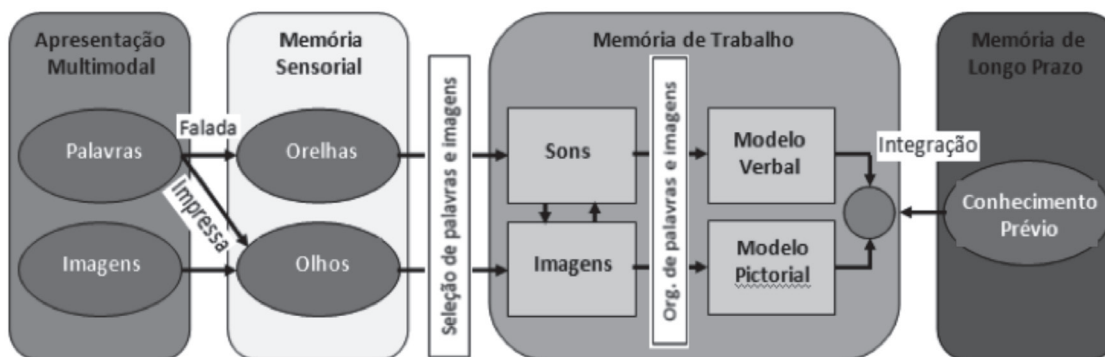 Apresentação
Multimodal
Palavras
Imagens
Falada
Impressa
Memória
Sensorial
Orelhas
Olhos
Seleção de palavras e imagens
Memória de Trabalho
Sons
Imagens
Org. de palavras e imagens
Modelo
Verbal
Modelo
Pictorial
Integração
Memória de
Longo Prazo
Conhecimento
Prévio